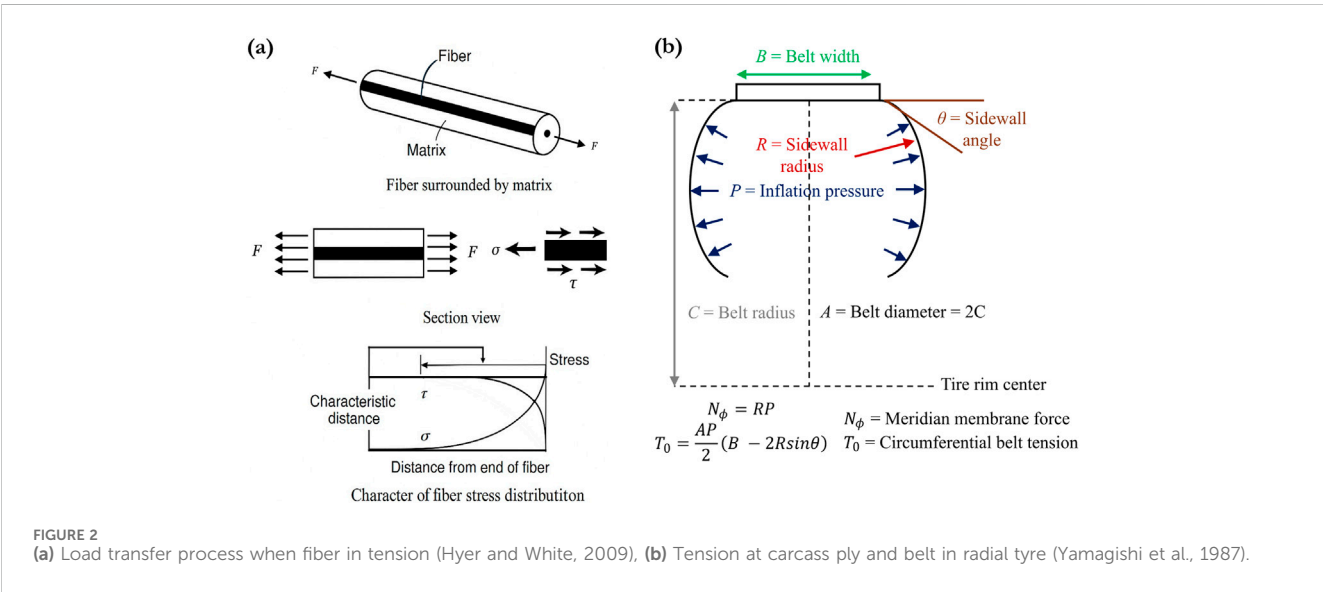 (a)
Fiber
F
Matrix
F
Fiber surrounded by matrix
F
F
σ
τ
Section view
Stress
Characteristic
distance
τ
σ
Distance from end of fiber
Character of fiber stress distributiton
(b)
B = Belt width
θ = Sidewall
angle
R = Sidewall
radius
P = Inflation pressure
C = Belt radius
A = Belt diameter = 2C
Tire rim center
N_ϕ = RP
T_0 = AP/2 (B − 2Rsinθ)
N_ϕ = Meridian membrane force
T_0 = Circumferential belt tension
FIGURE 2
(a) Load transfer process when fiber in tension (Hyer and White, 2009), (b) Tension at carcass ply and belt in radial tyre (Yamagishi et al., 1987).